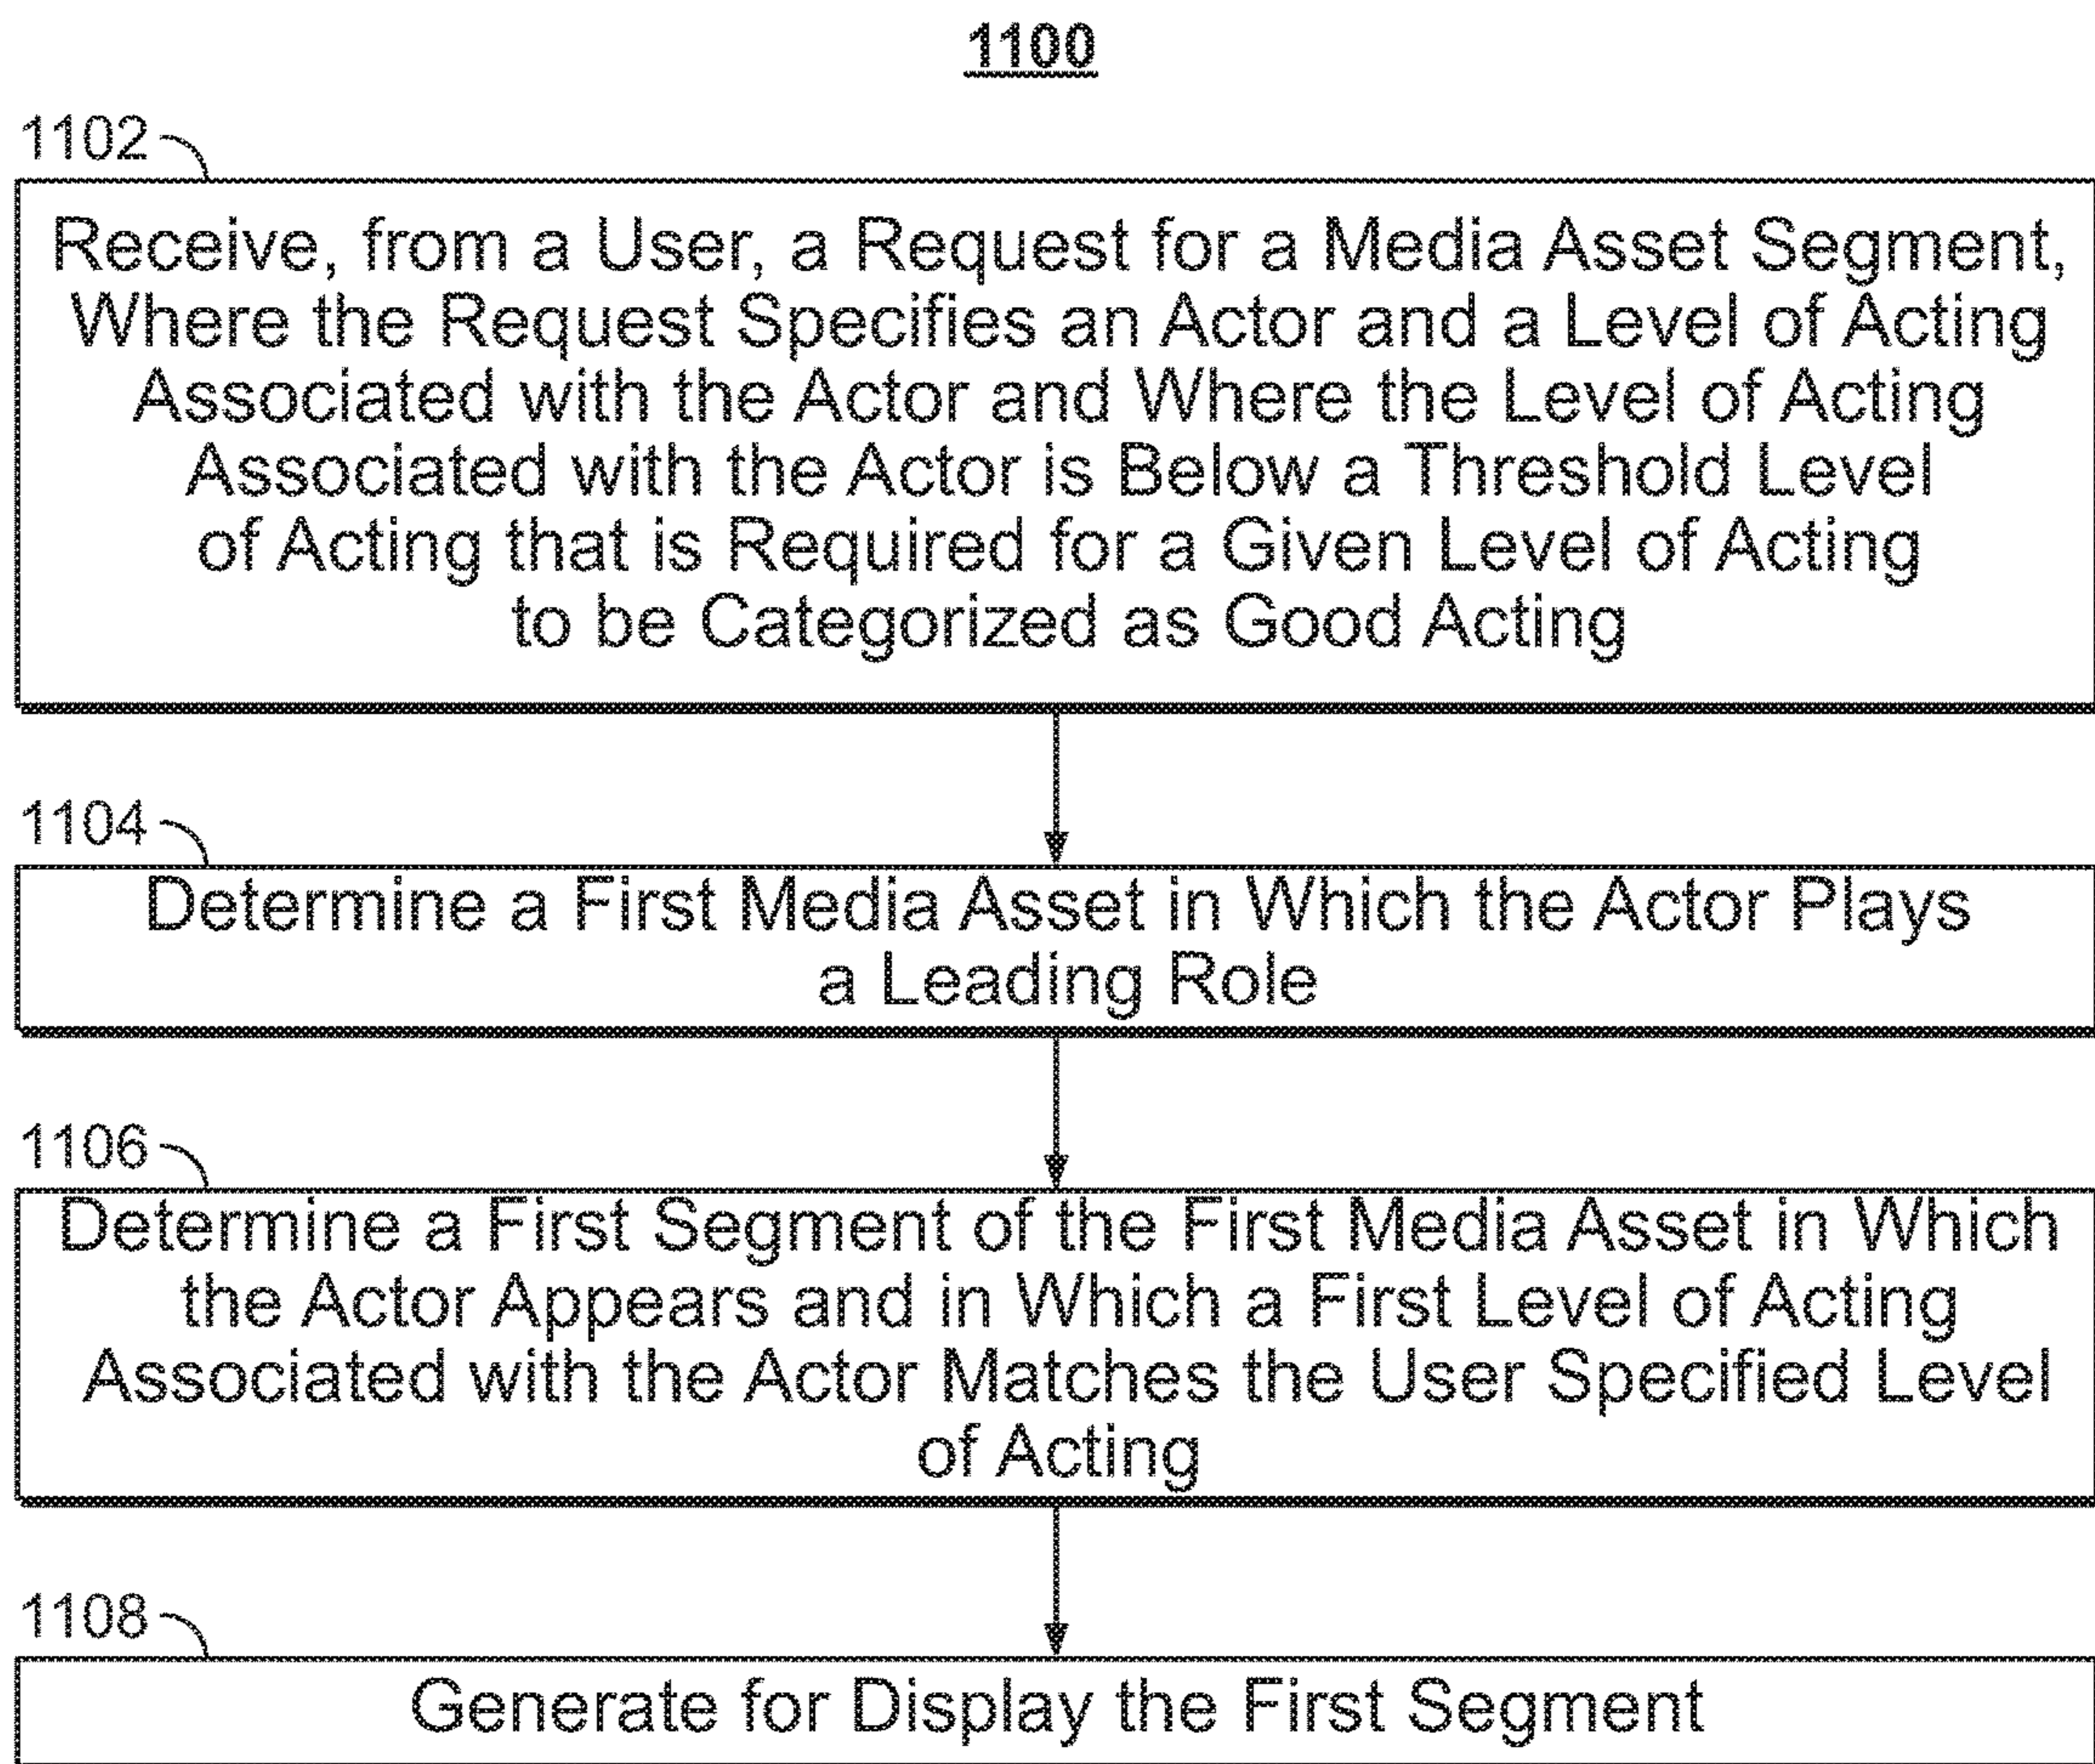 1100
1102
Receive, from a User, a Request for a Media Asset Segment,
Where the Request Specifies an Actor and a Level of Acting
Associated with the Actor and Where the Level of Acting
Associated with the Actor is Below a Threshold Level
of Acting that is Required for a Given Level of Acting
to be Categorized as Good Acting
1104
Determine a First Media Asset in Which the Actor Plays
a Leading Role
1106
Determine a First Segment of the First Media Asset in Which
the Actor Appears and in Which a First Level of Acting
Associated with the Actor Matches the User Specified Level
of Acting
1108
Generate for Display the First Segment